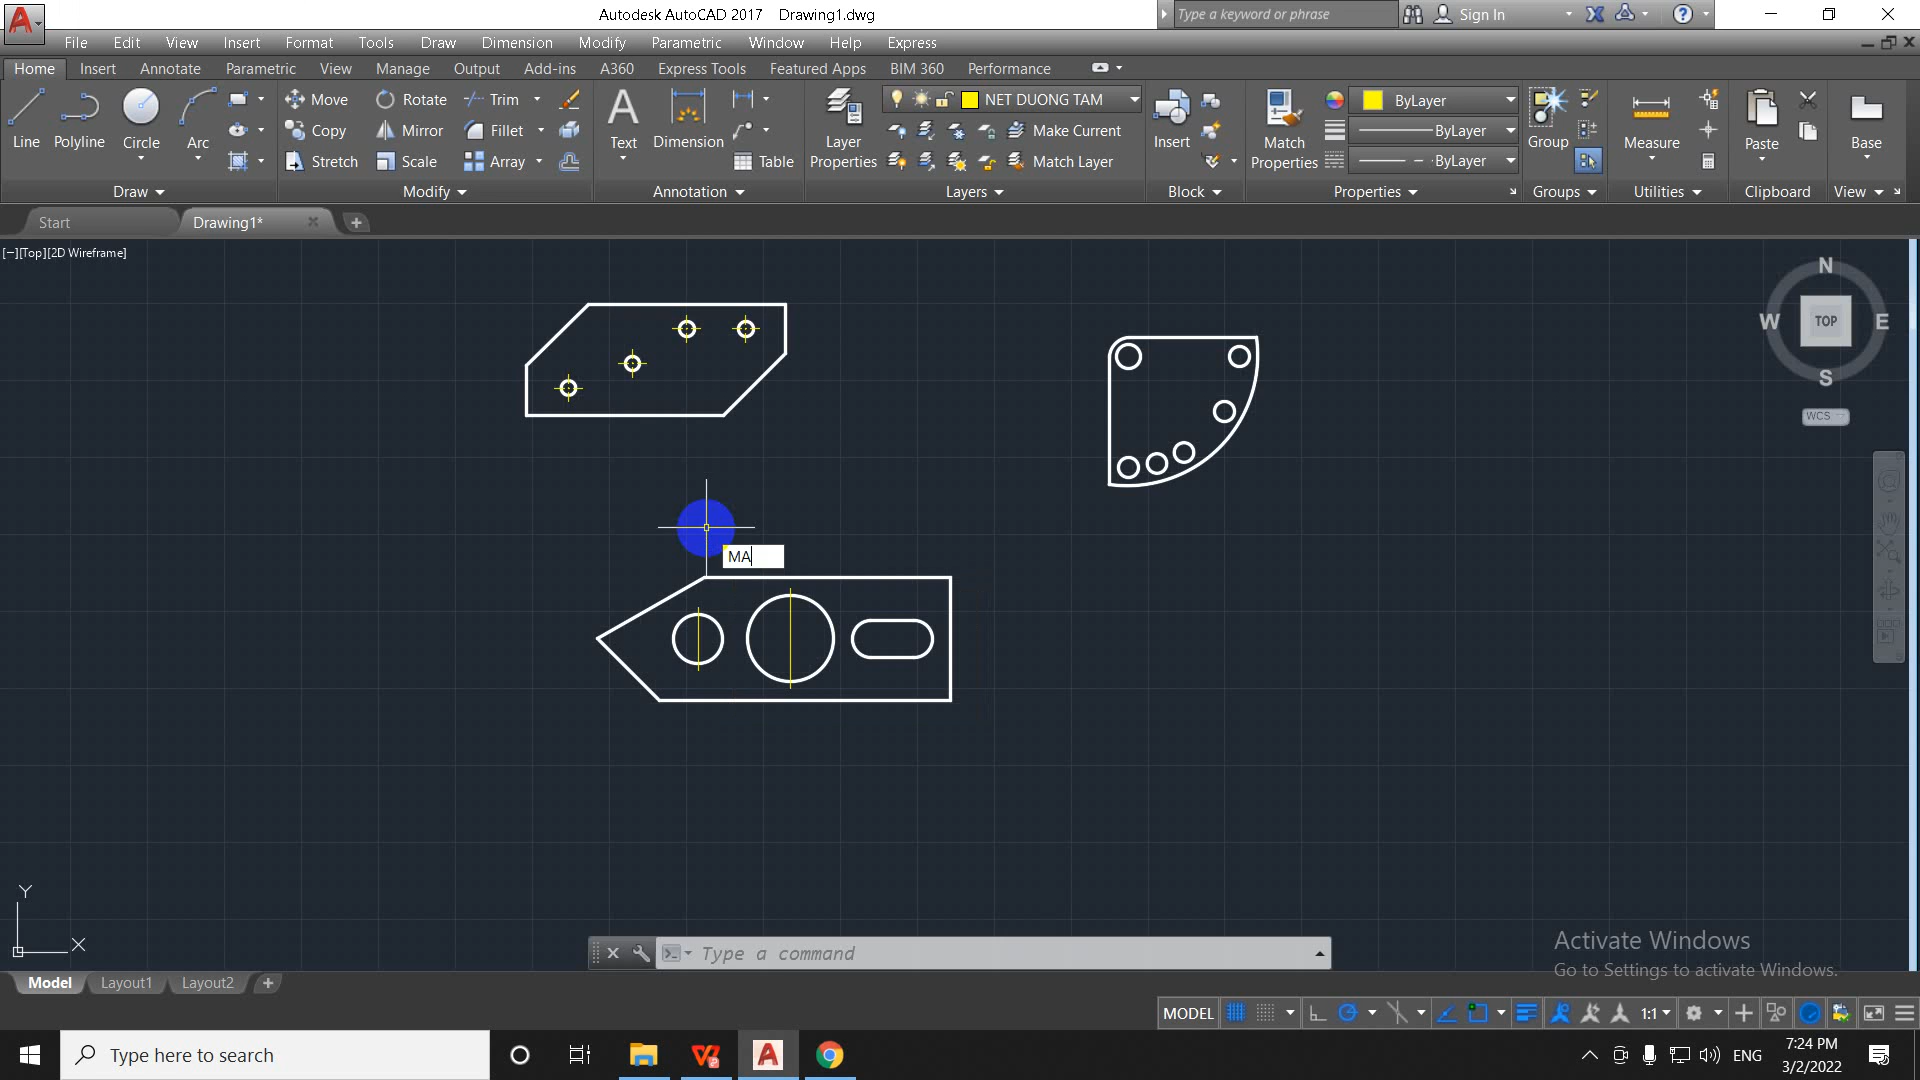 Autodesk AutoCAD 2017 Drawing1.dwg Type a keyword or phrase Sign In
File Edit View Insert Format Tools Draw Dimension Modify Parametric Window Help Express
Home Insert Annotate Parametric View Manage Output Add-ins A360 Express Tools Featured Apps BIM 360 Performance
Line Polyline Circle Arc
Move Rotate Trim
Copy Mirror Fillet
Stretch Scale Array
Text Dimension Table
Layer Properties
NET DUONG TAM
Make Current
Match Layer
Insert
Match Properties
ByLayer
ByLayer
ByLayer
Group
Measure
Paste
Base
Draw Modify Annotation Layers Block Properties Groups Utilities Clipboard View
Start Drawing1*
[–][Top][2D Wireframe]
N
W TOP E
S
WCS
MA
Y
X
Type a command
Activate Windows
Go to Settings to activate Windows.
Model Layout1 Layout2
MODEL 1:1
Type here to search
ENG
7:24 PM
3/2/2022